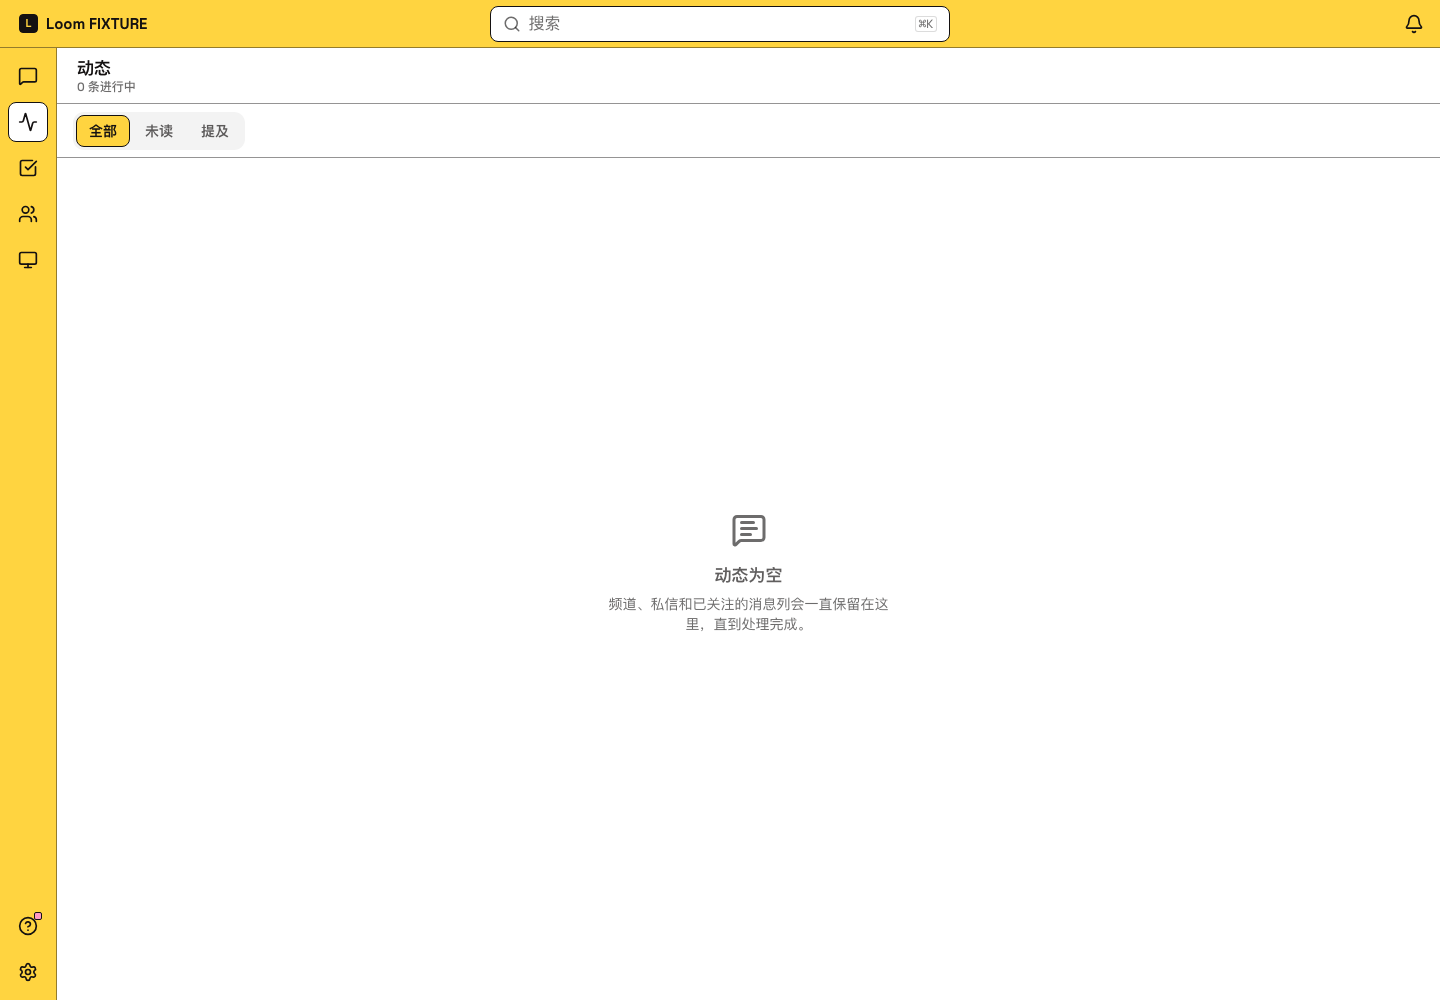 L Loom FIXTURE
搜索 ⌘K
动态
0 条进行中
全部 未读 提及
动态为空
频道、私信和已关注的消息列会一直保留在这
里，直到处理完成。